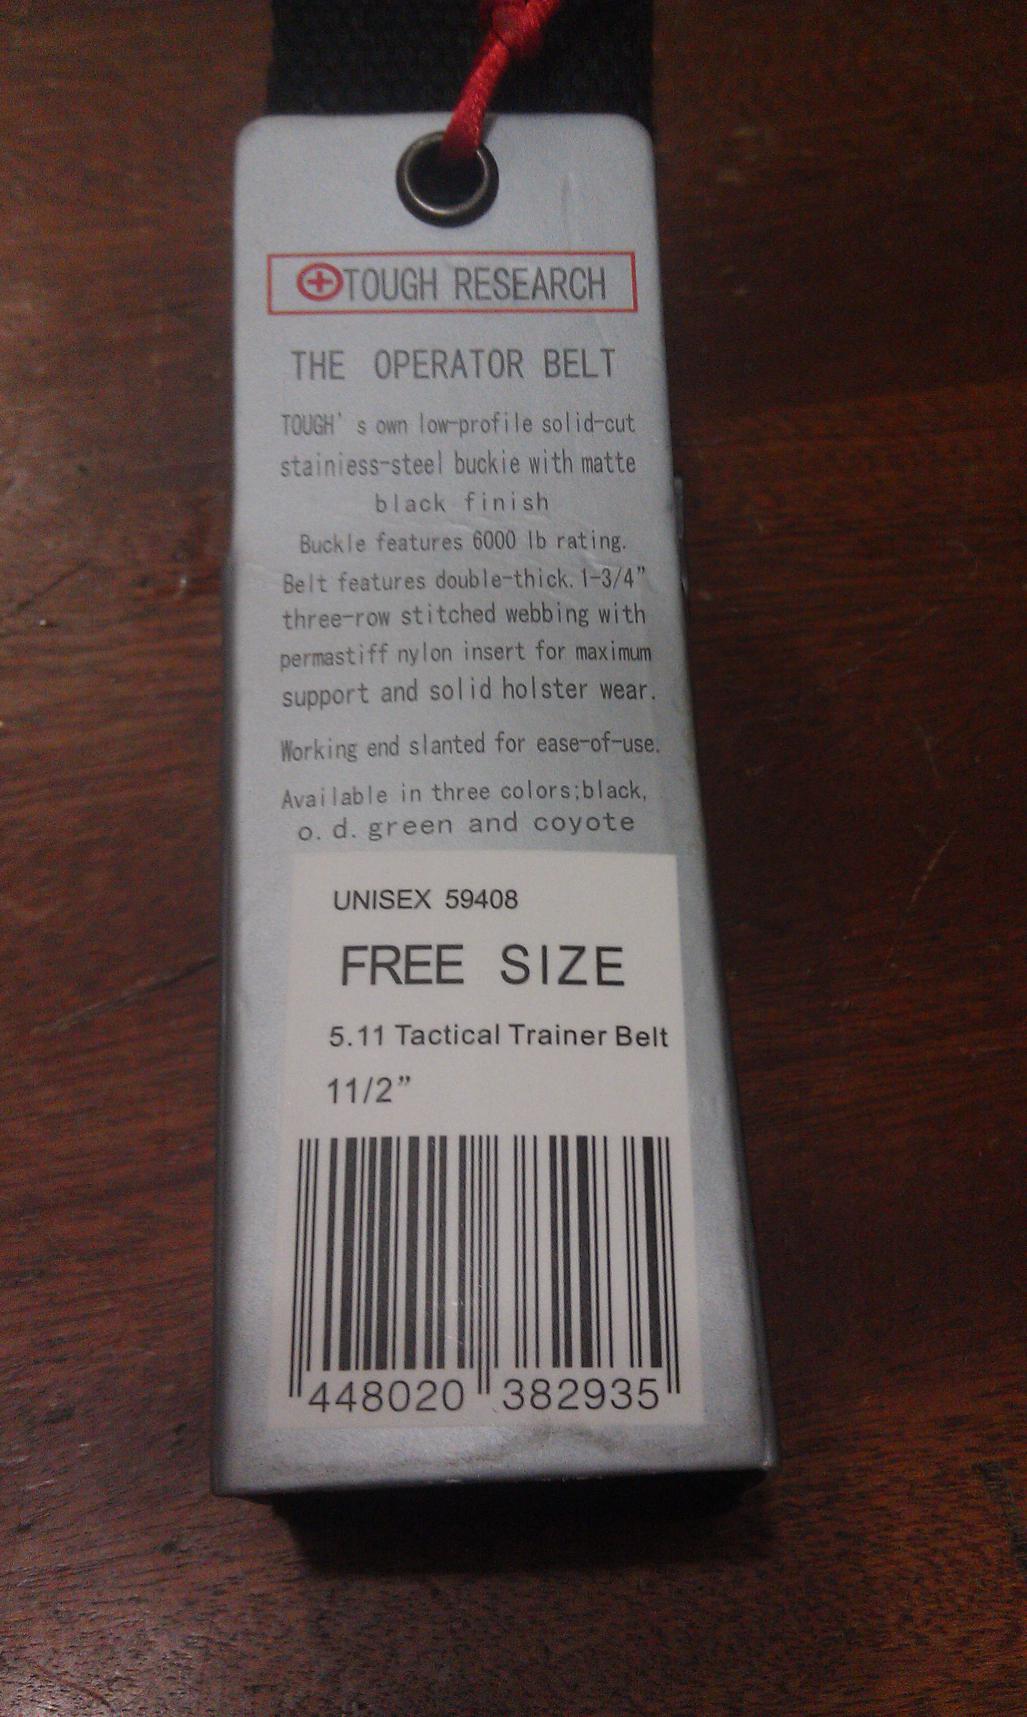 TOUGH RESEARCH
THE OPERATOR BELT
TOUGH's own low-profile solid-cut
stainiess-steel buckie with matte
black finish
Buckle features 6000 lb rating.
Belt features double-thick. 1-3/4”
three-row stitched webbing with
permastiff nylon insert for maximum
support and solid holster wear.
Working end slanted for ease-of-use.
Available in three colors;black,
o. d. green and coyote
UNISEX 59408
FREE SIZE
5.11 Tactical Trainer Belt
11/2”
448020 382935